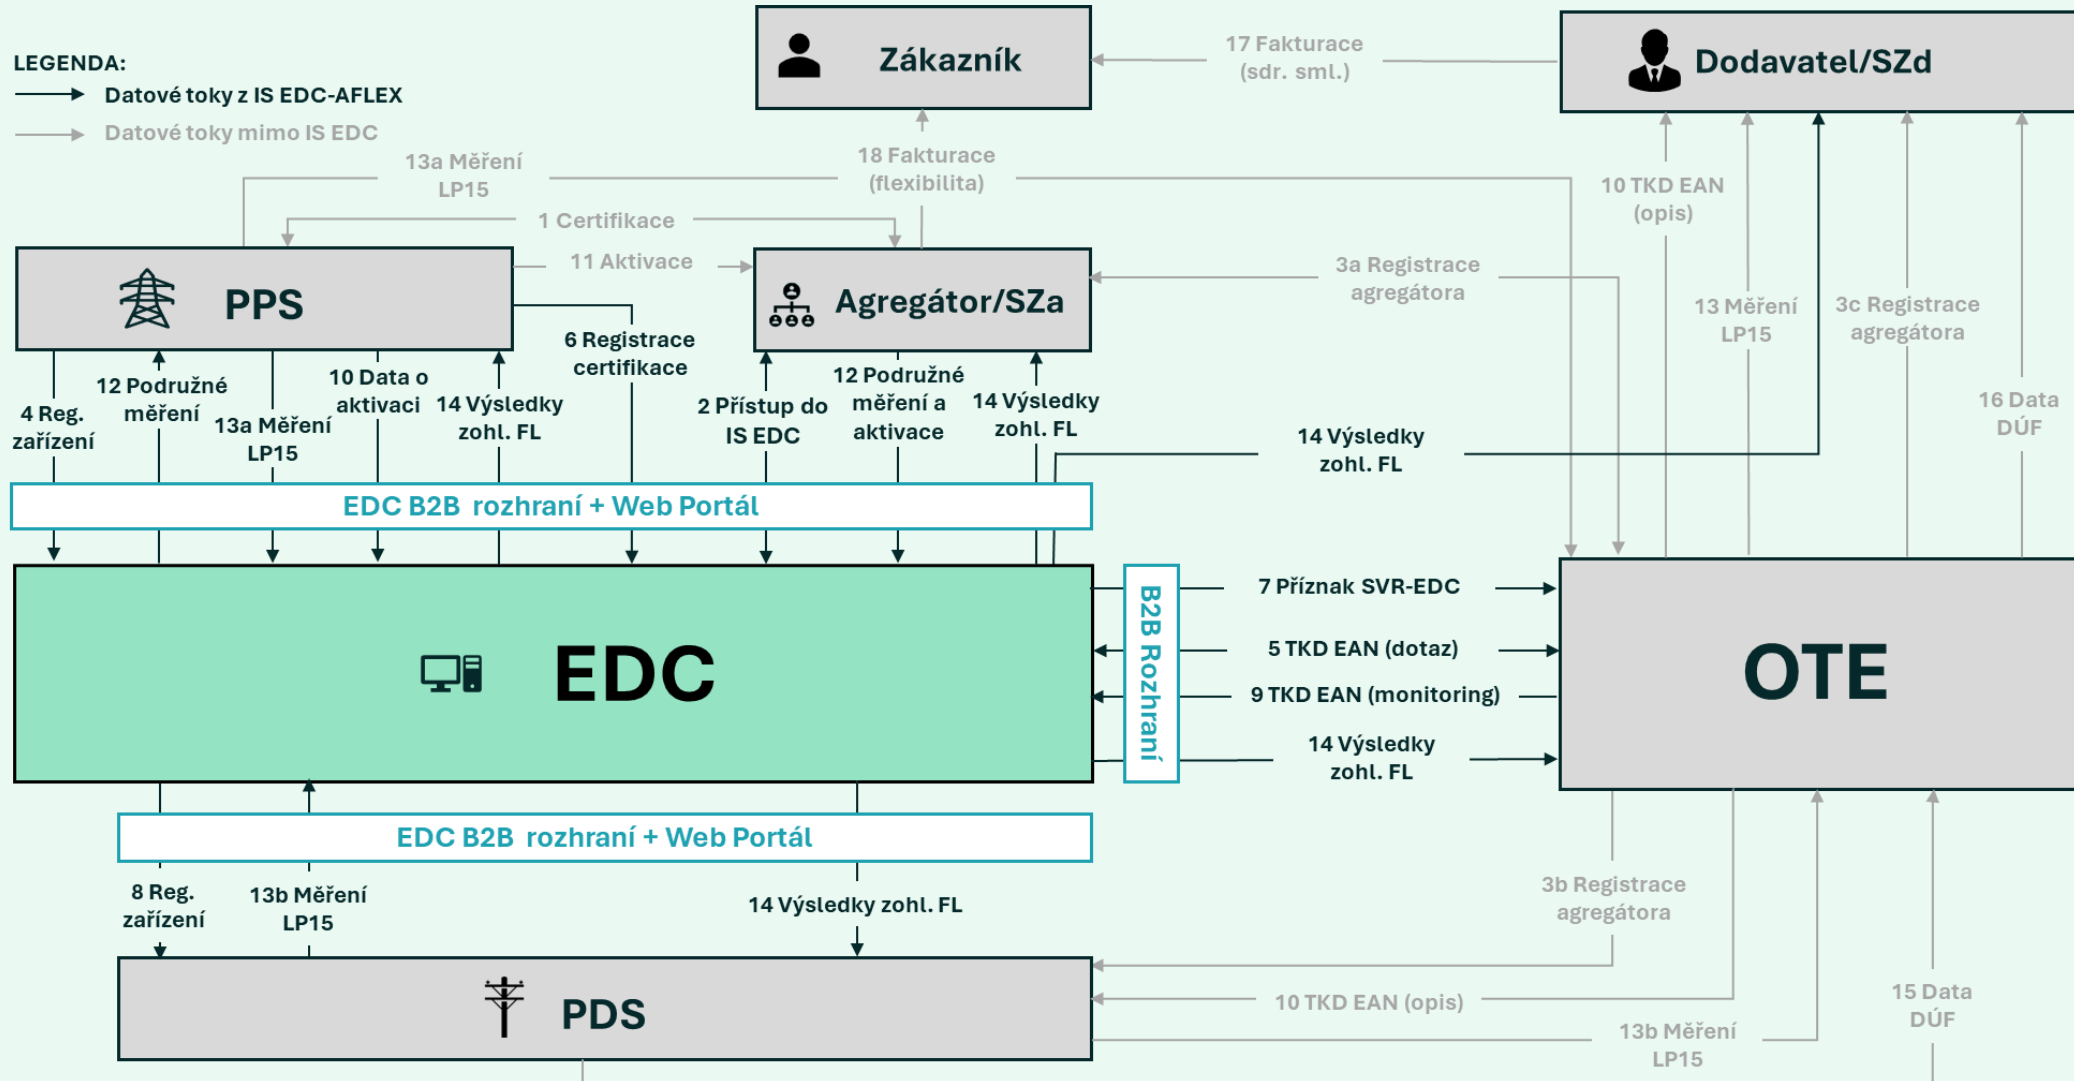 LEGENDA:
Datové toky z IS EDC-AFLEX
Datové toky mimo IS EDC
Zákazník
17 Fakturace
(sdr. sml.)
Dodavatel/SZd
13a Měření
LP15
18 Fakturace
(flexibilita)
10 TKD EAN
(opis)
1 Certifikace
11 Aktivace
PPS
Agregátor/SZa
3a Registrace
agregátora
13 Měření
LP15
3c Registrace
agregátora
16 Data
DÚF
4 Reg.
zařízení
12 Podružné
měření
13a Měření
LP15
10 Data o
aktivaci
14 Výsledky
zohl. FL
6 Registrace
certifikace
2 Přístup do
IS EDC
12 Podružné
měření a
aktivace
14 Výsledky
zohl. FL
14 Výsledky
zohl. FL
EDC B2B rozhraní + Web Portál
EDC
B2B Rozhraní
7 Příznak SVR-EDC
5 TKD EAN (dotaz)
9 TKD EAN (monitoring)
14 Výsledky
zohl. FL
OTE
EDC B2B rozhraní + Web Portál
8 Reg.
zařízení
13b Měření
LP15
14 Výsledky zohl. FL
3b Registrace
agregátora
PDS
10 TKD EAN (opis)
13b Měření
LP15
15 Data
DÚF